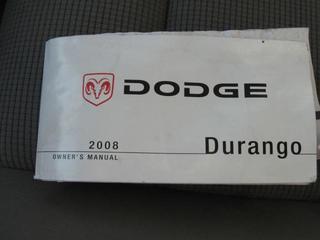 DODGE
2008
OWNER'S MANUAL
Durango